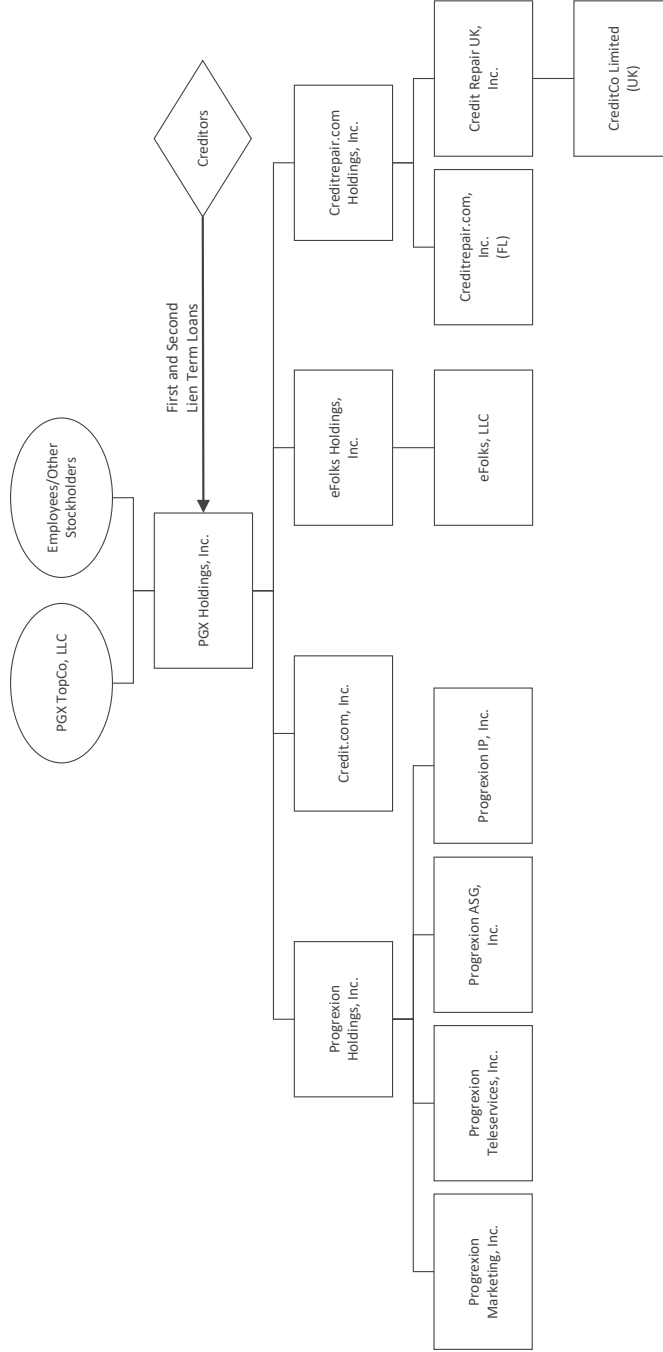 PGX TopCo, LLC
Employees/Other
Stockholders
PGX Holdings, Inc.
First and Second
Lien Term Loans
Creditors
Progrexion
Holdings, Inc.
Credit.com, Inc.
eFolks Holdings,
Inc.
Creditrepair.com
Holdings, Inc.
Progrexion
Marketing, Inc.
Progrexion
Teleservices, Inc.
Progrexion ASG,
Inc.
Progrexion IP, Inc.
eFolks, LLC
Creditrepair.com,
Inc.
(FL)
Credit Repair UK,
Inc.
CreditCo Limited
(UK)